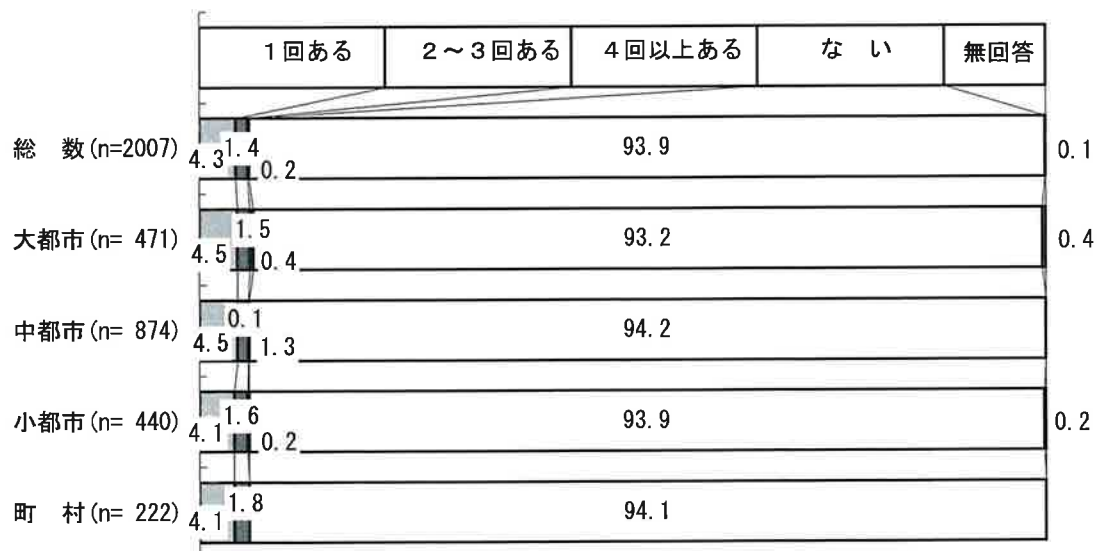 １回ある ２～３回ある ４回以上ある な い 無回答
総 数(n=2007) 4.3 1.4 0.2 93.9 0.1
大都市(n= 471) 4.5 1.5 0.4 93.2 0.4
中都市(n= 874) 4.5 0.1 1.3 94.2
小都市(n= 440) 4.1 1.6 0.2 93.9 0.2
町 村(n= 222) 4.1 1.8 94.1